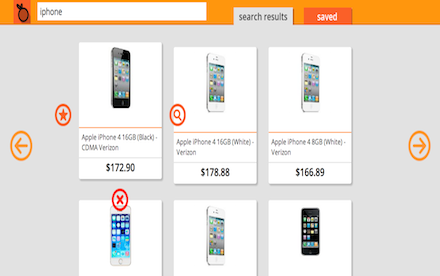 iphone
search results
saved
Apple iPhone 4 16GB (Black) -
CDMA Verizon
$172.90
Apple iPhone 4 16GB (White) -
Verizon
$178.88
Apple iPhone 4 8GB (White) -
Verizon
$166.89